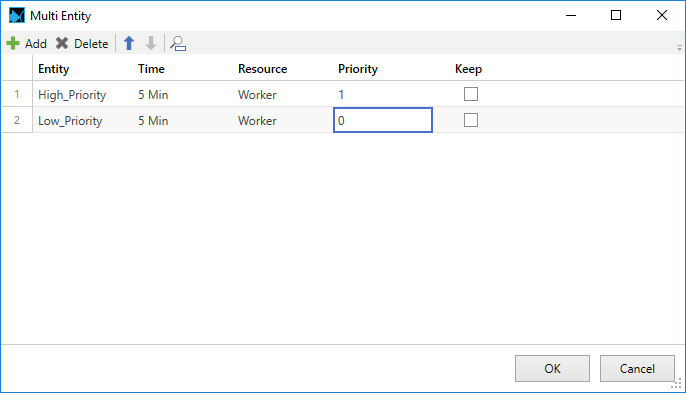 Multi Entity
Add Delete
Entity Time Resource Priority Keep
1 High_Priority 5 Min Worker 1
2 Low_Priority 5 Min Worker 0
OK Cancel